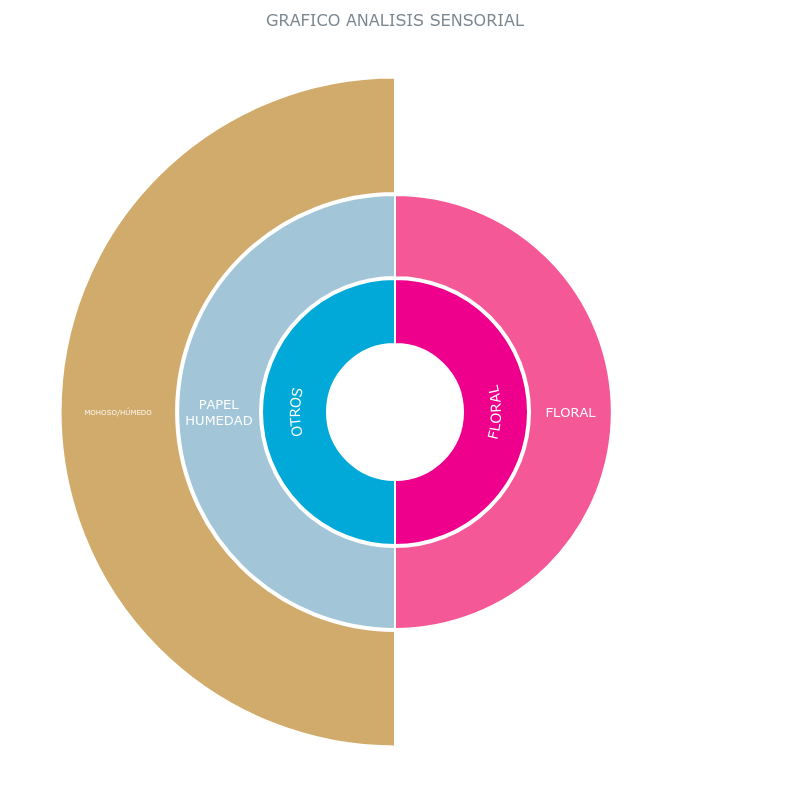 GRAFICO ANALISIS SENSORIAL
MOHOSO/HÚMEDO
PAPEL
HUMEDAD
OTROS
FLORAL
FLORAL